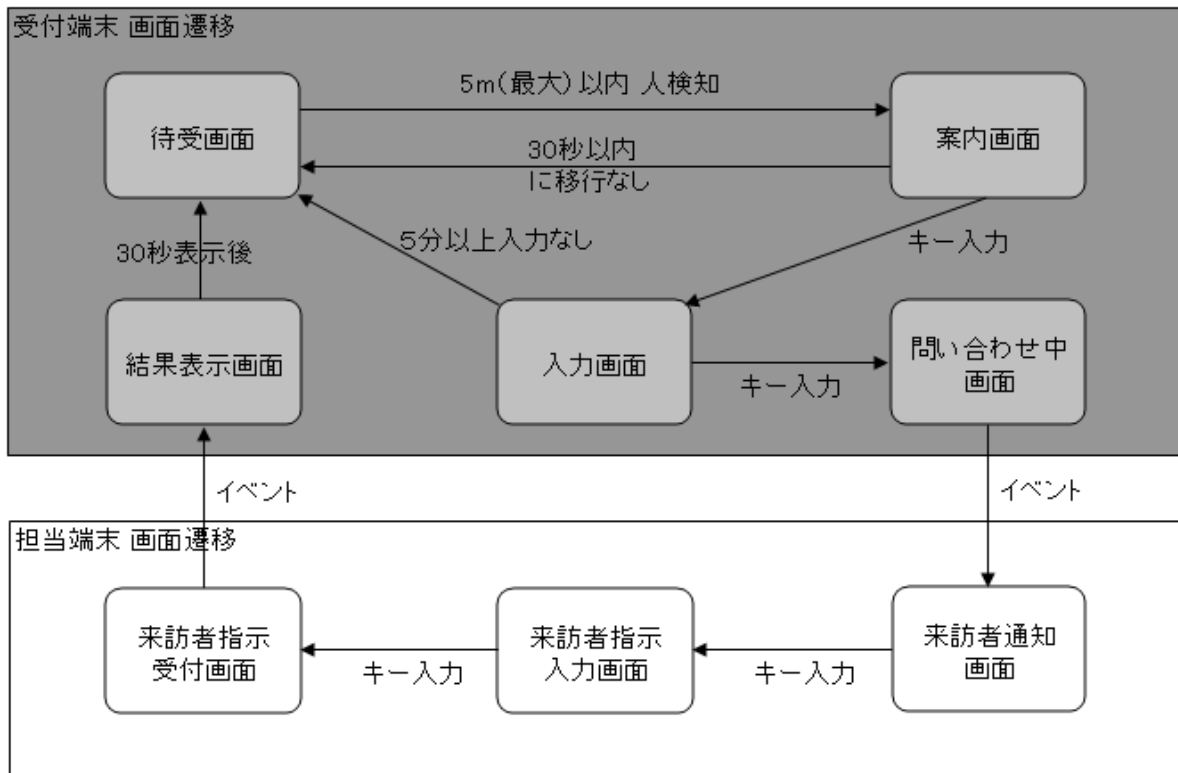 受付端末 画面遷移
5m(最大)以内 人検知
待受画面
案内画面
30秒以内
に移行なし
5分以上入力なし
キー入力
30秒表示後
結果表示画面
入力画面
問い合わせ中
画面
キー入力
イベント
イベント
担当端末 画面遷移
来訪者指示
受付画面
キー入力
来訪者指示
入力画面
キー入力
来訪者通知
画面